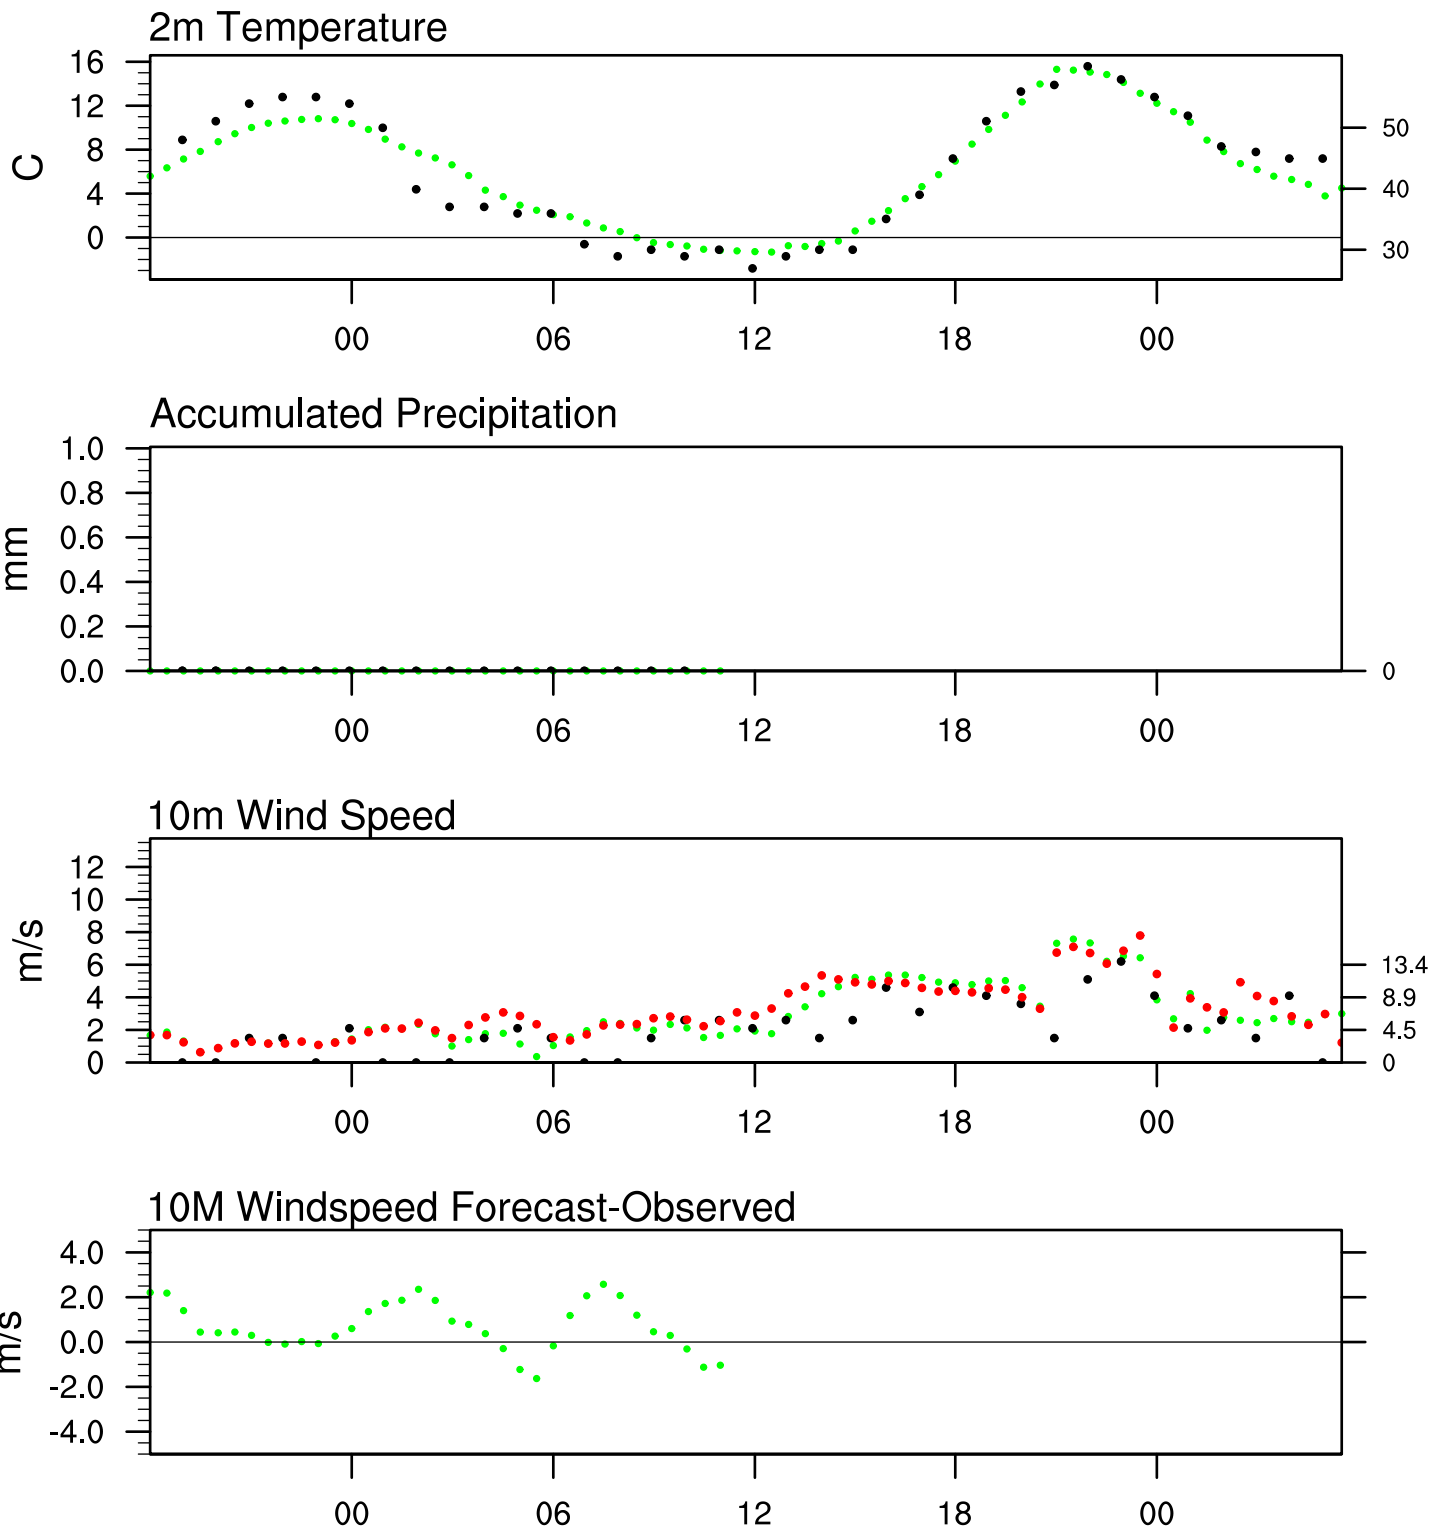 2m Temperature
16
12
8
4
0
C
50
40
30
00 06 12 18 00
Accumulated Precipitation
1.0
0.8
0.6
0.4
0.2
0.0
mm
0
00 06 12 18 00
10m Wind Speed
12
10
8
6
4
2
0
m/s
13.4
8.9
4.5
0
00 06 12 18 00
10M Windspeed Forecast-Observed
4.0
2.0
0.0
-2.0
-4.0
m/s
00 06 12 18 00